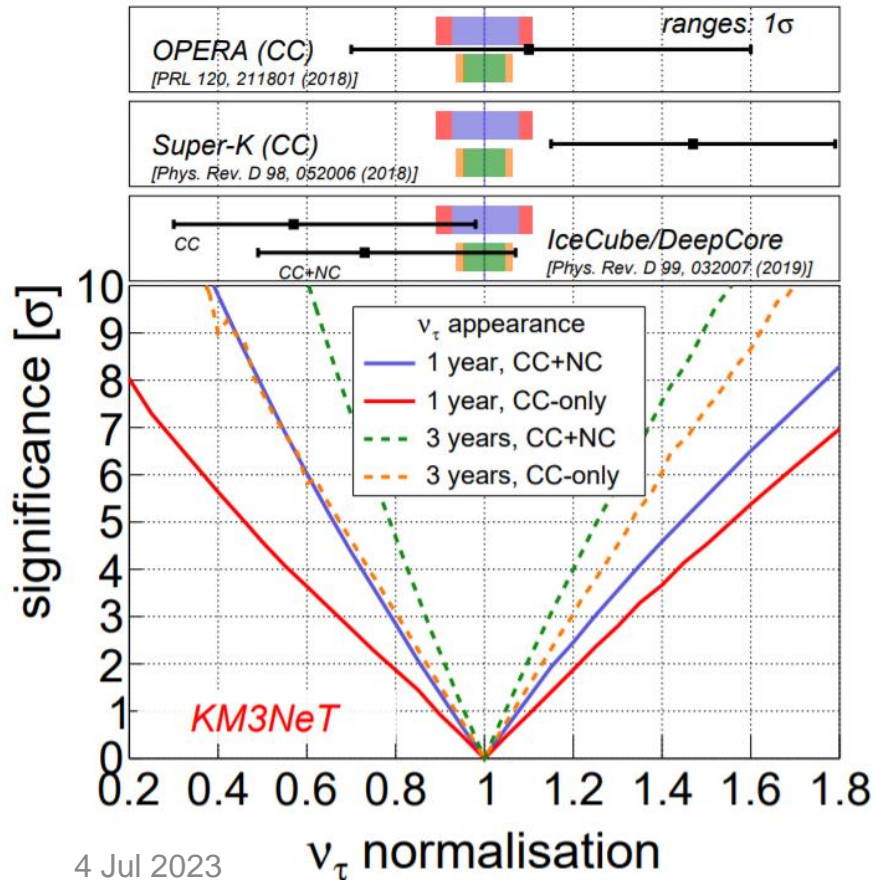 ranges: 1σ
OPERA (CC)
[PRL 120, 211801 (2018)]
Super-K (CC)
[Phys. Rev. D 98, 052006 (2018)]
CC
IceCube/DeepCore
CC+NC
[Phys. Rev. D 99, 032007 (2019)]
significance [σ]
10
9
8
7
6
5
4
3
2
1
0
ντ appearance
1 year, CC+NC
1 year, CC-only
3 years, CC+NC
3 years, CC-only
KM3NeT
0.2 0.4 0.6 0.8 1 1.2 1.4 1.6 1.8
ντ normalisation
4 Jul 2023